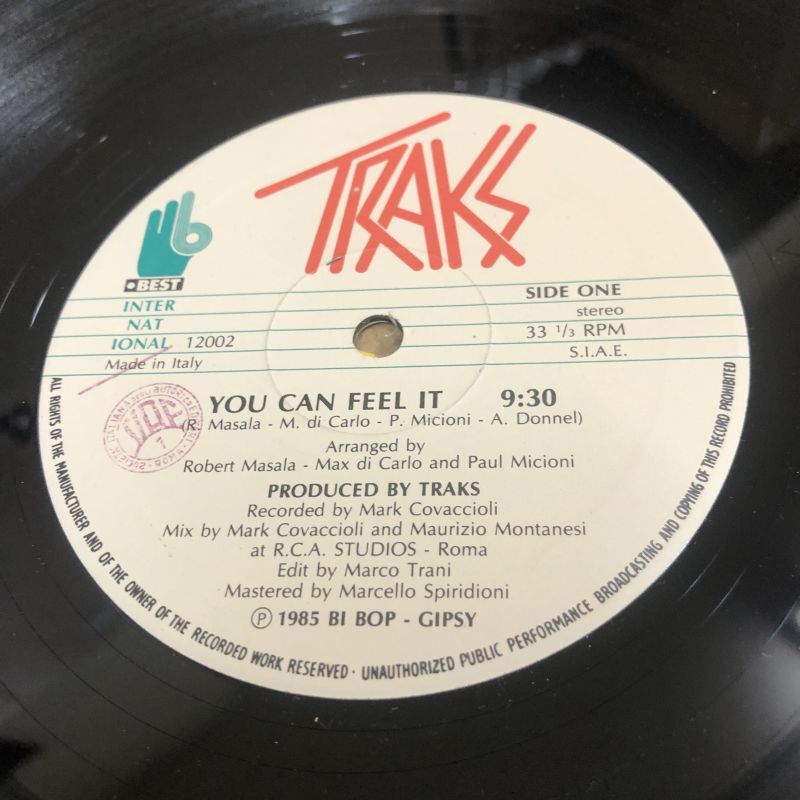 TRAKS
b
•BEST
INTER
NAT
IONAL 12002
Made in Italy
SIDE ONE
stereo
33 1/3 RPM
S.I.A.E.
YOU CAN FEEL IT 9:30
(R. Masala - M. di Carlo - P. Micioni - A. Donnel)
Arranged by
Robert Masala - Max di Carlo and Paul Micioni
PRODUCED BY TRAKS
Recorded by Mark Covaccioli
Mix by Mark Covaccioli and Maurizio Montanesi
at R.C.A. STUDIOS - Roma
Edit by Marco Trani
Mastered by Marcello Spiridioni
Ⓟ 1985 BI BOP - GIPSY
ALL RIGHTS OF THE MANUFACTURER AND OF THE OWNER OF THE RECORDED WORK RESERVED · UNAUTHORIZED PUBLIC PERFORMANCE BROADCASTING AND COPYING OF THIS RECORD PROHIBITED
SOCIETÀ ITALIANA
ROMA
1